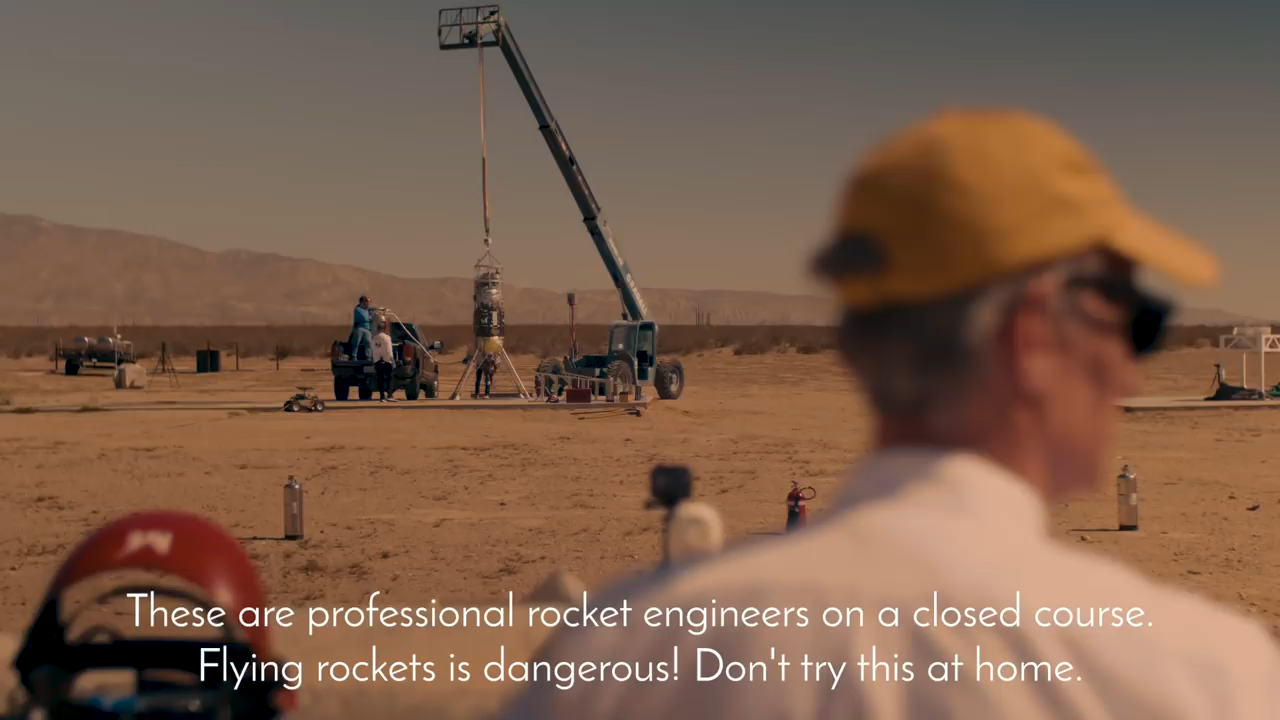 These are professional rocket engineers on a closed course.
Flying rockets is dangerous! Don't try this at home.